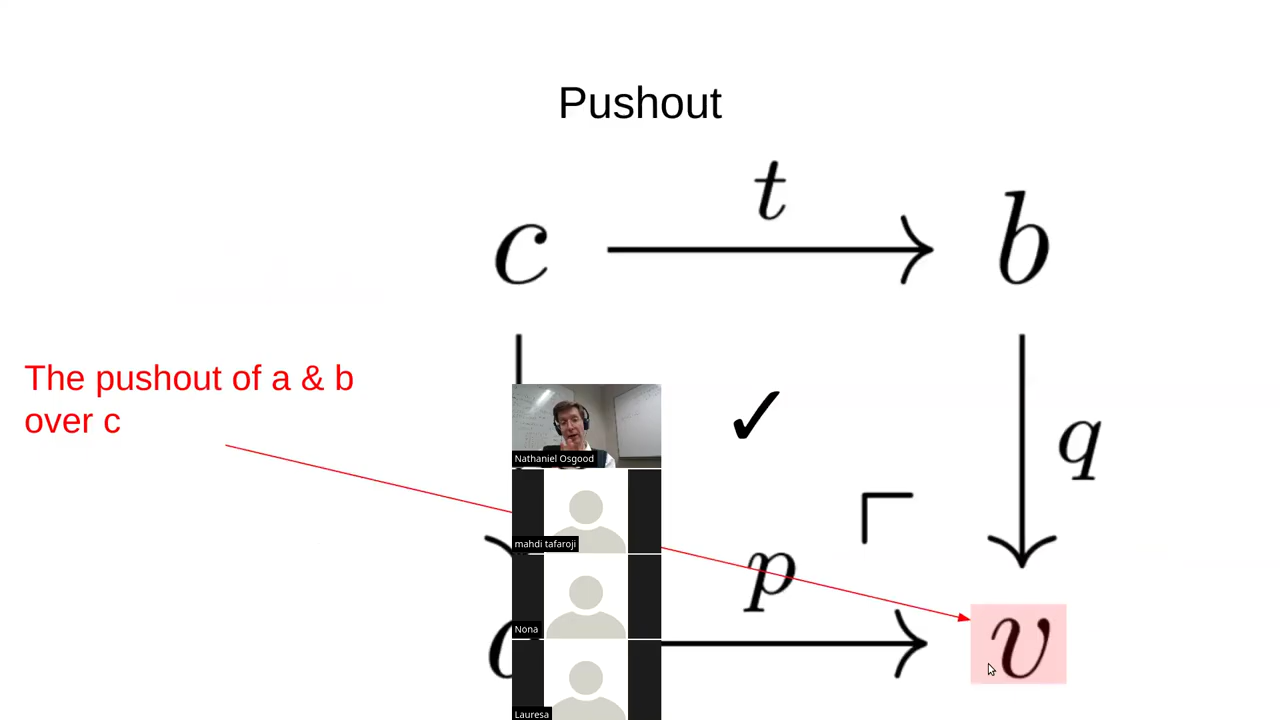 Pushout
t
c
b
The pushout of a & b
over c
✓
q
Nathaniel Osgood
mahdi tafaroji
p
Nona
v
Lauresa